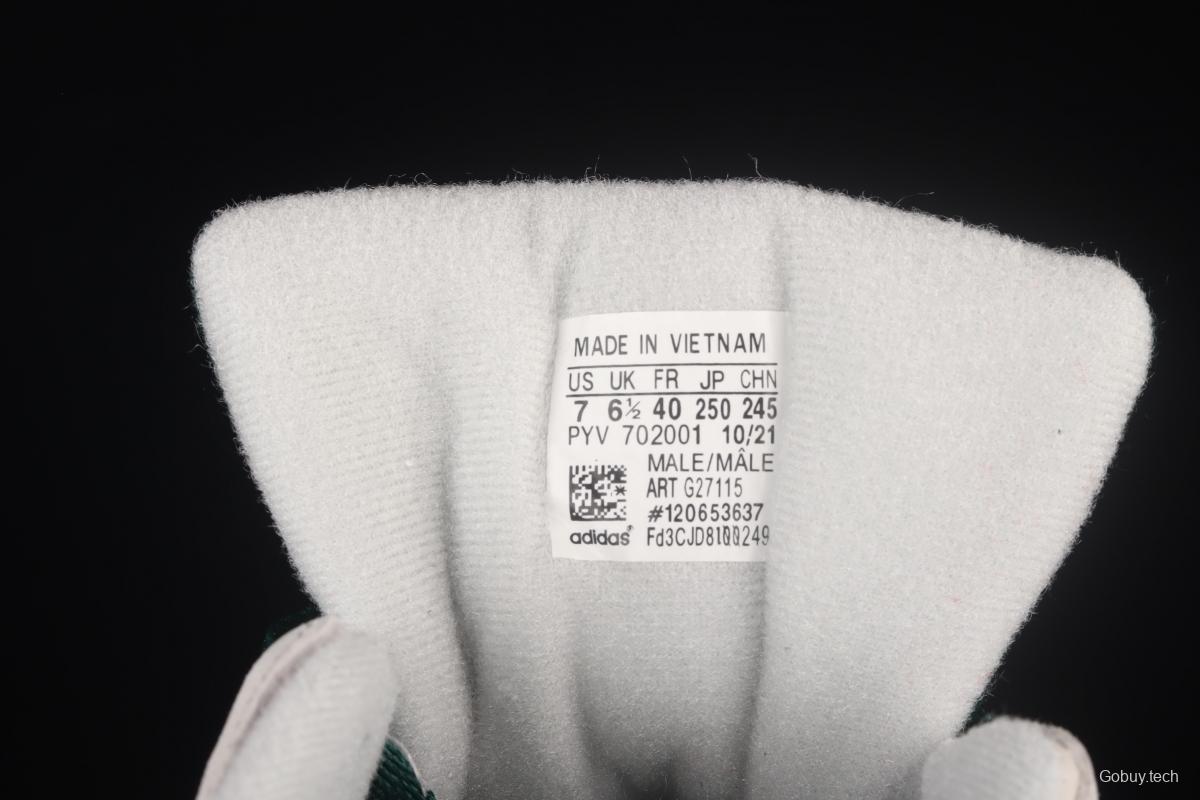 MADE IN VIETNAM
US UK FR JP CHN
7 6½ 40 250 245
PYV 702001 10/21
MALE/MÂLE
ART G27115
#120653637
adidas® Fd3CJD8100249
Gobuy.tech